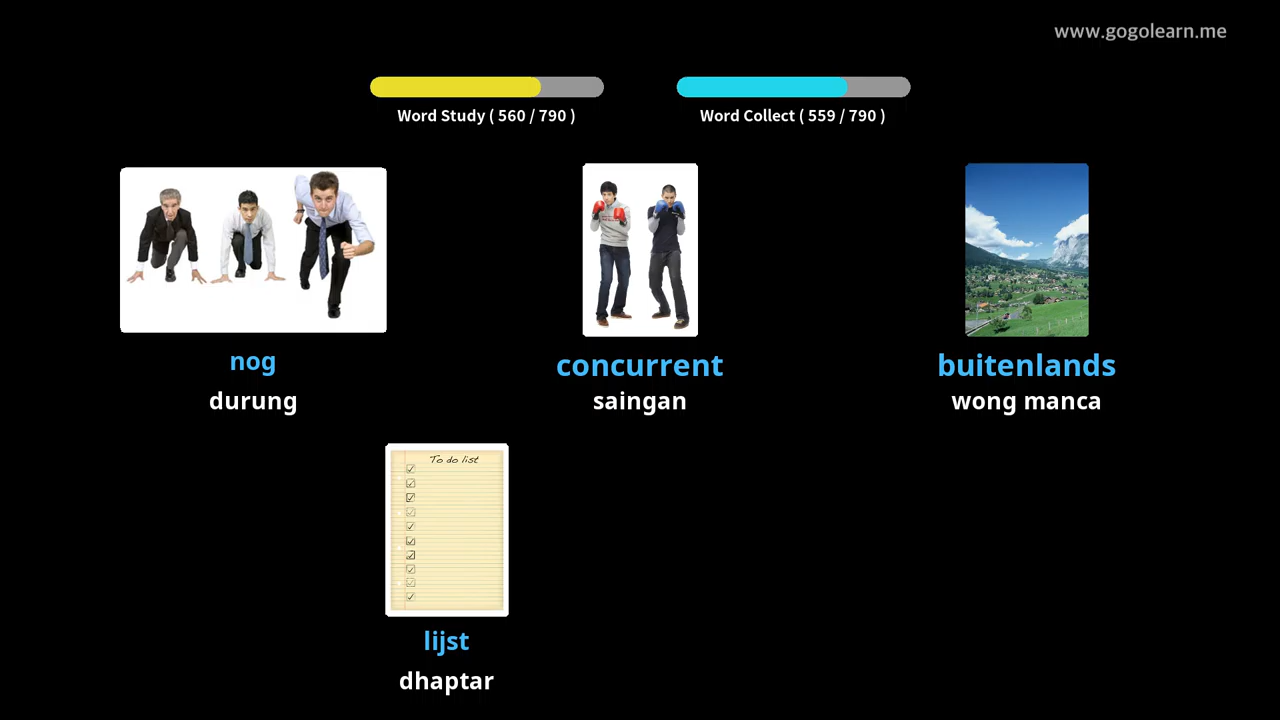 www.gogolearn.me
Word Study ( 560 / 790 )
Word Collect ( 559 / 790 )
nog
durung
concurrent
saingan
buitenlands
wong manca
To do list
lijst
dhaptar